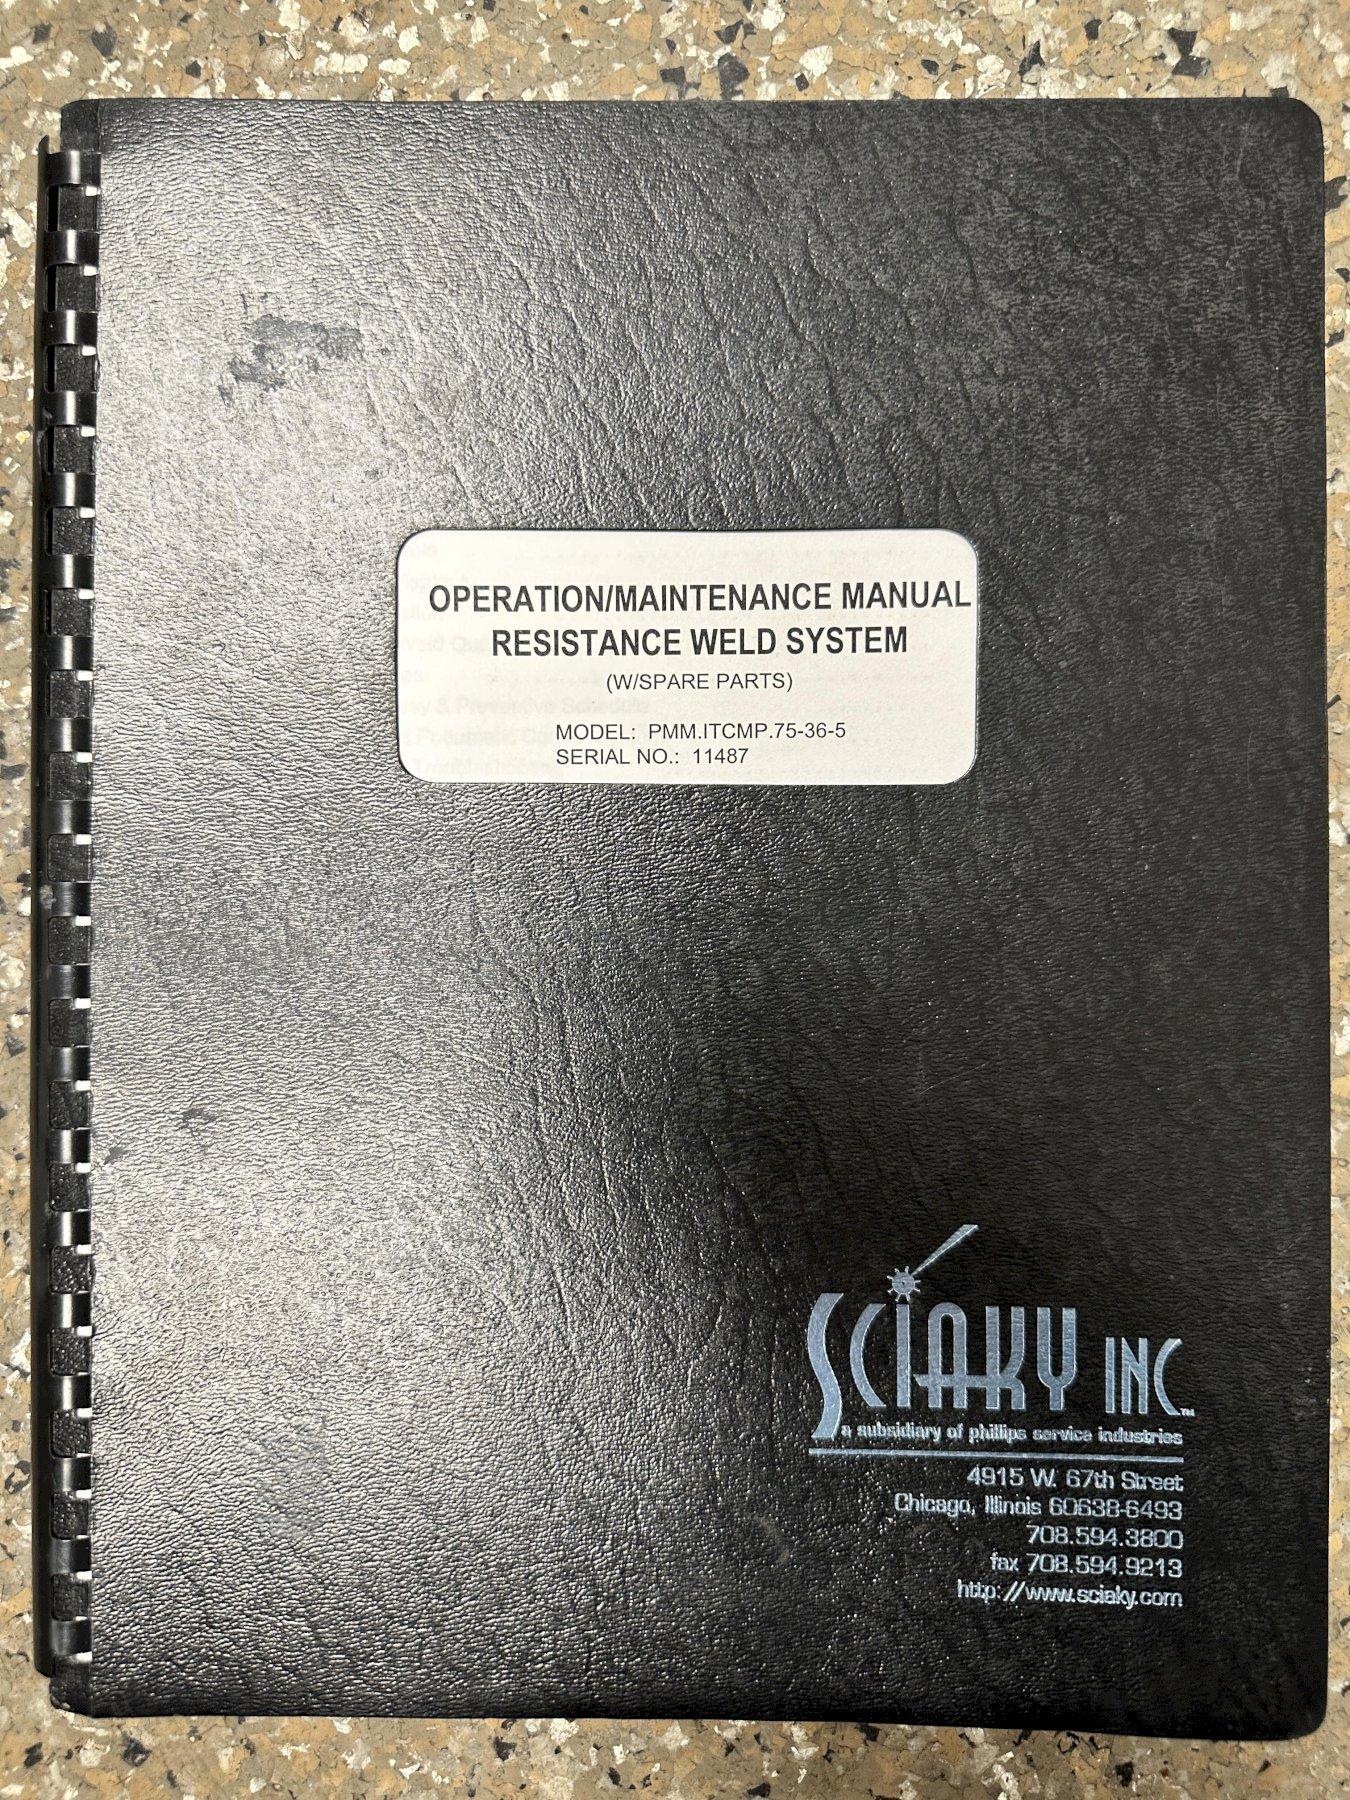 OPERATION/MAINTENANCE MANUAL
RESISTANCE WELD SYSTEM
(W/SPARE PARTS)
MODEL: PMM.ITCMP.75-36-5
SERIAL NO.: 11487
SCIAKY INC™
a subsidiary of phillips service industries
4915 W. 67th Street
Chicago, Illinois 60638-6493
708.594.3800
fax 708.594.9213
http://www.sciaky.com